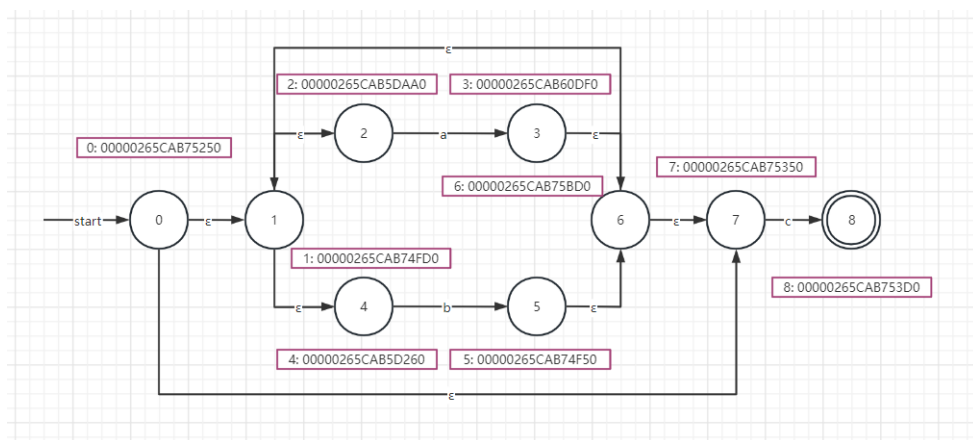 ε
2: 00000265CAB5DAA0
3: 00000265CAB60DF0
ε
2
a
3
ε
0: 00000265CAB75250
7: 00000265CAB75350
6: 00000265CAB75BD0
start
0
ε
1
6
ε
7
c
8
1: 00000265CAB74FD0
8: 00000265CAB753D0
ε
4
b
5
ε
4: 00000265CAB5D260
5: 00000265CAB74F50
ε